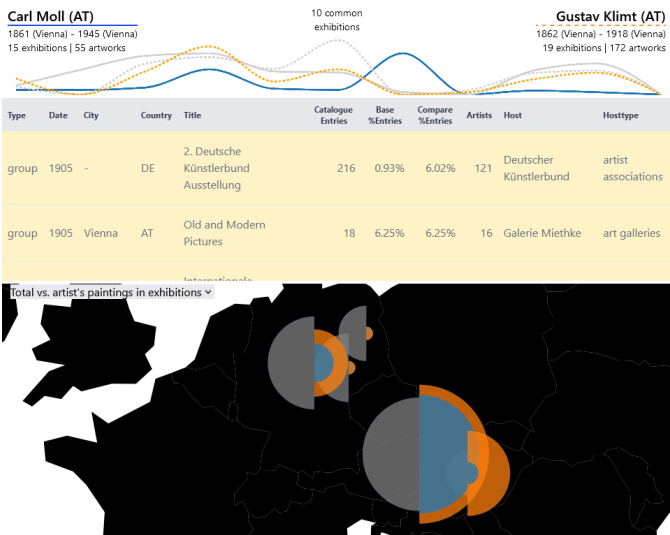 Carl Moll (AT)
1861 (Vienna) - 1945 (Vienna)
15 exhibitions | 55 artworks
10 common
exhibitions
Gustav Klimt (AT)
1862 (Vienna) - 1918 (Vienna)
19 exhibitions | 172 artworks
Type Date City Country Title Catalogue Entries Base %Entries Compare %Entries Artists Host Hosttype
group 1905 - DE 2. Deutsche Künstlerbund Ausstellung 216 0.93% 6.02% 121 Deutscher Künstlerbund artist associations
group 1905 Vienna AT Old and Modern Pictures 18 6.25% 6.25% 16 Galerie Miethke art galleries
Internationale
Total vs. artist's paintings in exhibitions